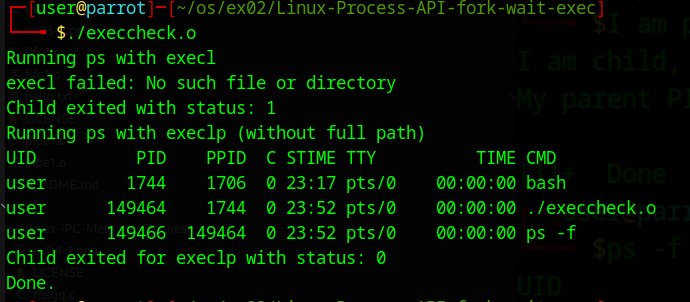 [user@parrot]-[~/os/ex02/Linux-Process-API-fork-wait-exec]
$./execcheck.o
Running ps with execl
execl failed: No such file or directory
Child exited with status: 1
Running ps with execlp (without full path)
UID PID PPID C STIME TTY TIME CMD
user 1744 1706 0 23:17 pts/0 00:00:00 bash
user 149464 1744 0 23:52 pts/0 00:00:00 ./execcheck.o
user 149466 149464 0 23:52 pts/0 00:00:00 ps -f
Child exited for execlp with status: 0
Done.
$I am p
I am child,
My parent P
Done
$ps -f
UID